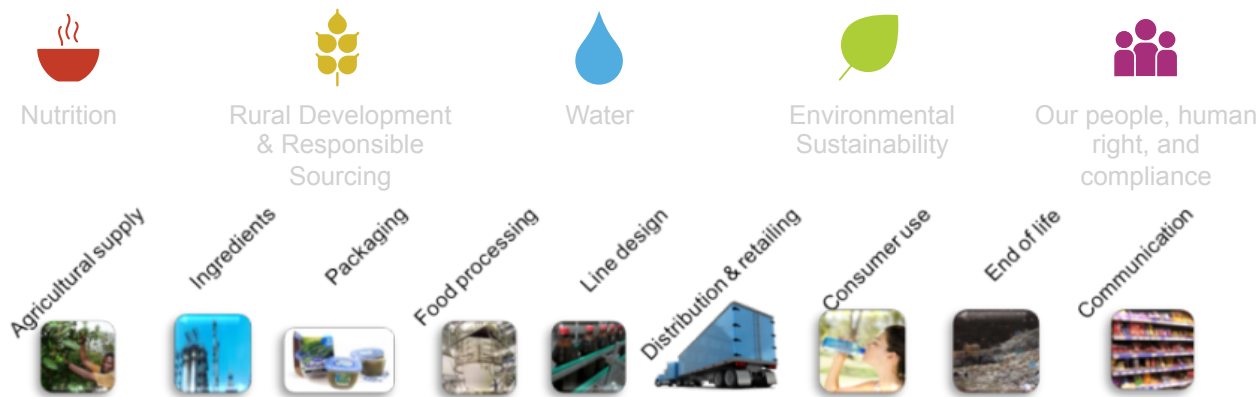 Nutrition
Rural Development
& Responsible
Sourcing
Water
Environmental
Sustainability
Our people, human
right, and
compliance
Agricultural supply
Ingredients
Packaging
Food processing
Line design
Distribution & retailing
Consumer use
End of life
Communication